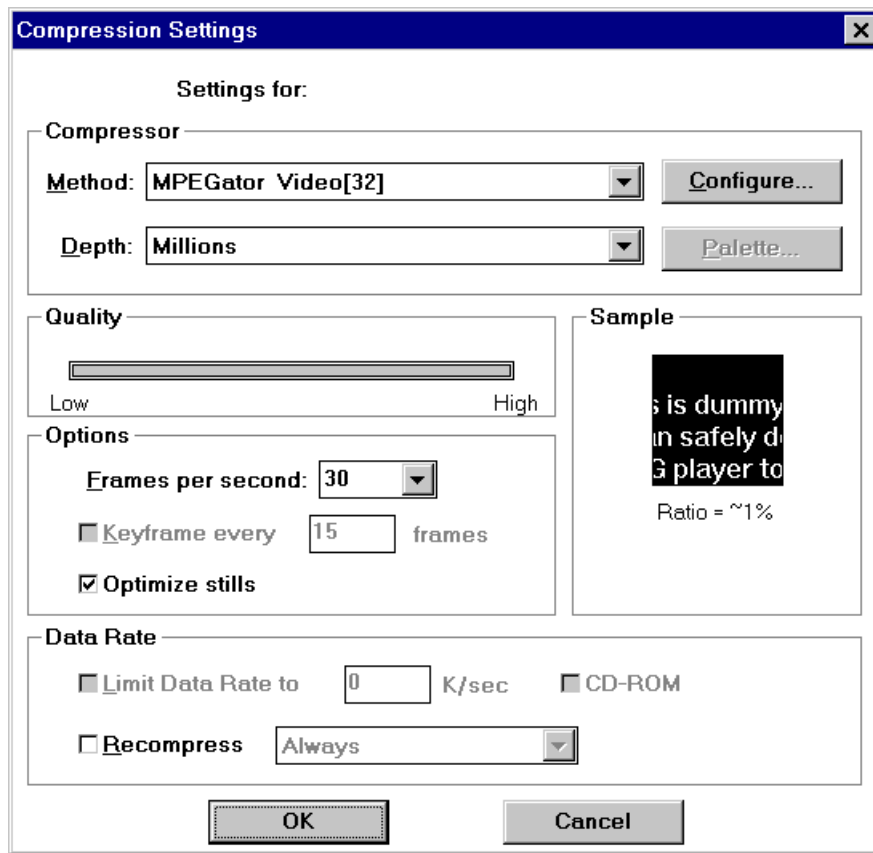 Compression Settings
Settings for:
Compressor
Method: MPEGator Video[32] Configure...
Depth: Millions Palette...
Quality
Low High
Sample
s is dummy
n safely d
G player to
Ratio = ~1%
Options
Frames per second: 30
Keyframe every 15 frames
Optimize stills
Data Rate
Limit Data Rate to 0 K/sec CD-ROM
Recompress Always
OK Cancel